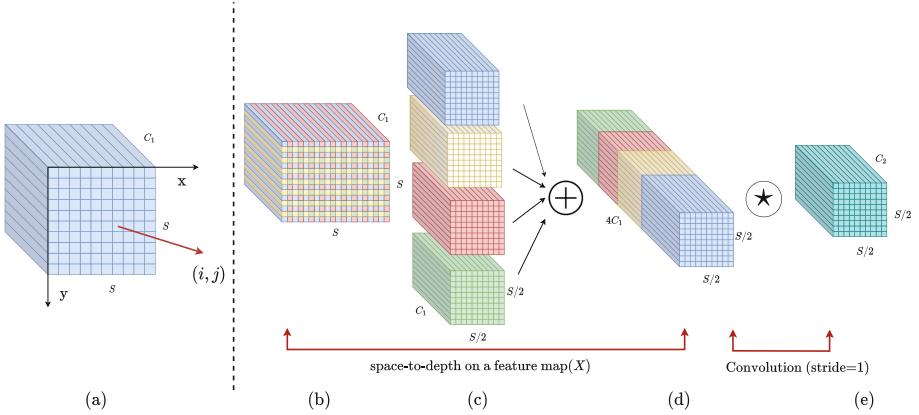 C₁
x
S
(i, j)
S
y
(a)
C₁
S
S
(b)
C₁
S/2
S/2
(c)
4C₁
S/2
S/2
space-to-depth on a feature map(X)
(d)
C₂
S/2
S/2
Convolution (stride=1)
(e)